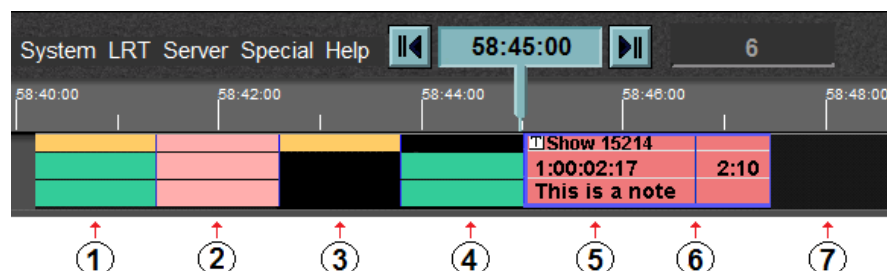 System LRT Server Special Help 58:45:00 6
58:40:00 58:42:00 58:44:00 58:46:00 58:48:00
T Show 15214
1:00:02:17 2:10
This is a note
1 2 3 4 5 6 7